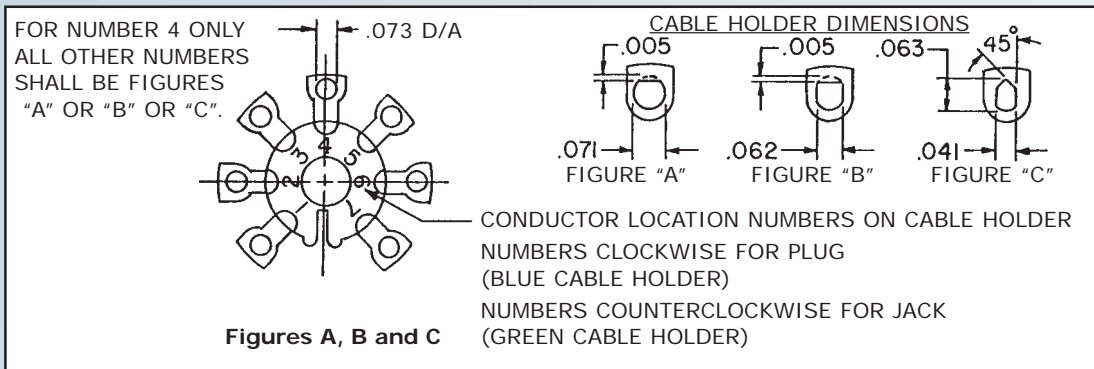 FOR NUMBER 4 ONLY
ALL OTHER NUMBERS
SHALL BE FIGURES
“A” OR “B” OR “C”.
.073 D/A
1
2
3
4
5
6
7
CABLE HOLDER DIMENSIONS
.005
.071
FIGURE “A”
.005
.062
FIGURE “B”
.063
45°
.041
FIGURE “C”
CONDUCTOR LOCATION NUMBERS ON CABLE HOLDER
NUMBERS CLOCKWISE FOR PLUG
(BLUE CABLE HOLDER)
NUMBERS COUNTERCLOCKWISE FOR JACK
(GREEN CABLE HOLDER)
Figures A, B and C